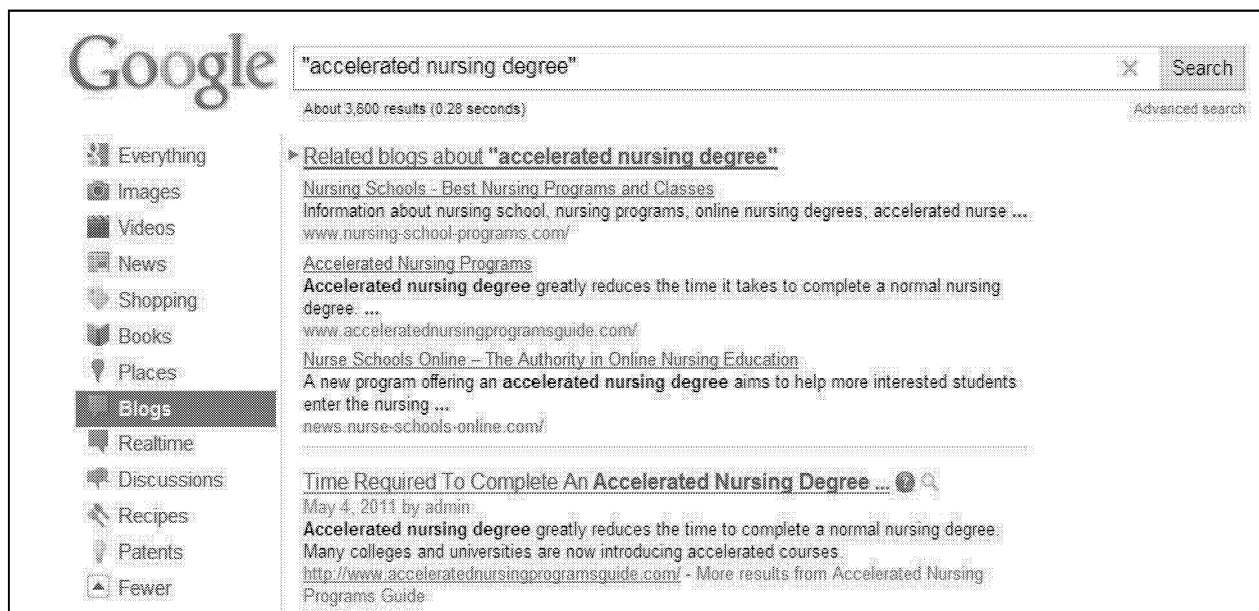 Google
"accelerated nursing degree"
Search
About 3,600 results (0.28 seconds)
Advanced search
Everything
Images
Videos
News
Shopping
Books
Places
Blogs
Realtime
Discussions
Recipes
Patents
Fewer
Related blogs about "accelerated nursing degree"
Nursing Schools - Best Nursing Programs and Classes
Information about nursing school, nursing programs, online nursing degrees, accelerated nurse ...
www.nursing-school-programs.com/
Accelerated Nursing Programs
Accelerated nursing degree greatly reduces the time it takes to complete a normal nursing
degree. ...
www.acceleratednursingprogramsguide.com/
Nurse Schools Online – The Authority in Online Nursing Education
A new program offering an accelerated nursing degree aims to help more interested students
enter the nursing ...
news.nurse-schools-online.com/
Time Required To Complete An Accelerated Nursing Degree ...
May 4, 2011 by admin
Accelerated nursing degree greatly reduces the time to complete a normal nursing degree.
Many colleges and universities are now introducing accelerated courses.
http://www.acceleratednursingprogramsguide.com/ - More results from Accelerated Nursing
Programs Guide